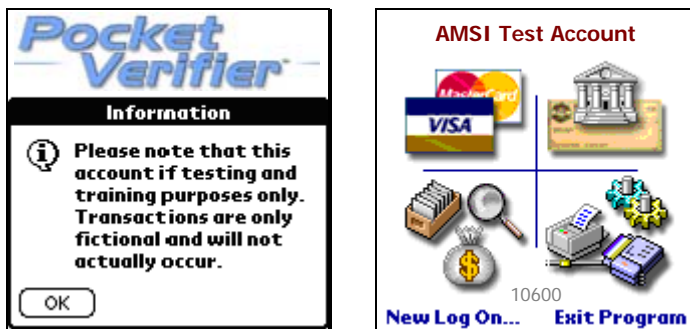 Pocket
Verifier
Information
Please note that this
account if testing and
training purposes only.
Transactions are only
fictional and will not
actually occur.
OK
AMSI Test Account
MasterCard
VISA
10600
New Log On...
Exit Program